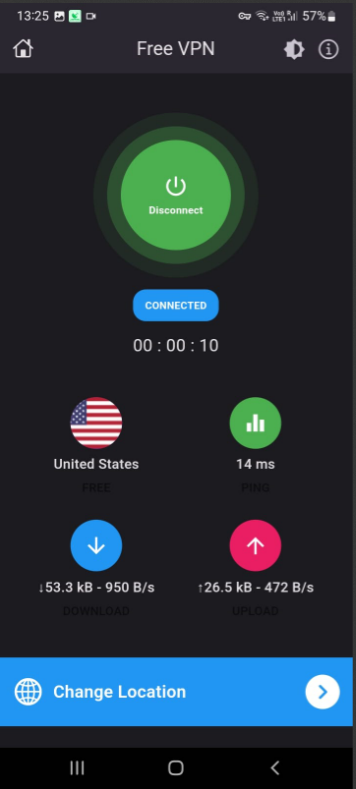 13:25 57%
Free VPN
Disconnect
CONNECTED
00 : 00 : 10
United States
FREE
14 ms
PING
↓53.3 kB - 950 B/s
DOWNLOAD
↑26.5 kB - 472 B/s
UPLOAD
Change Location